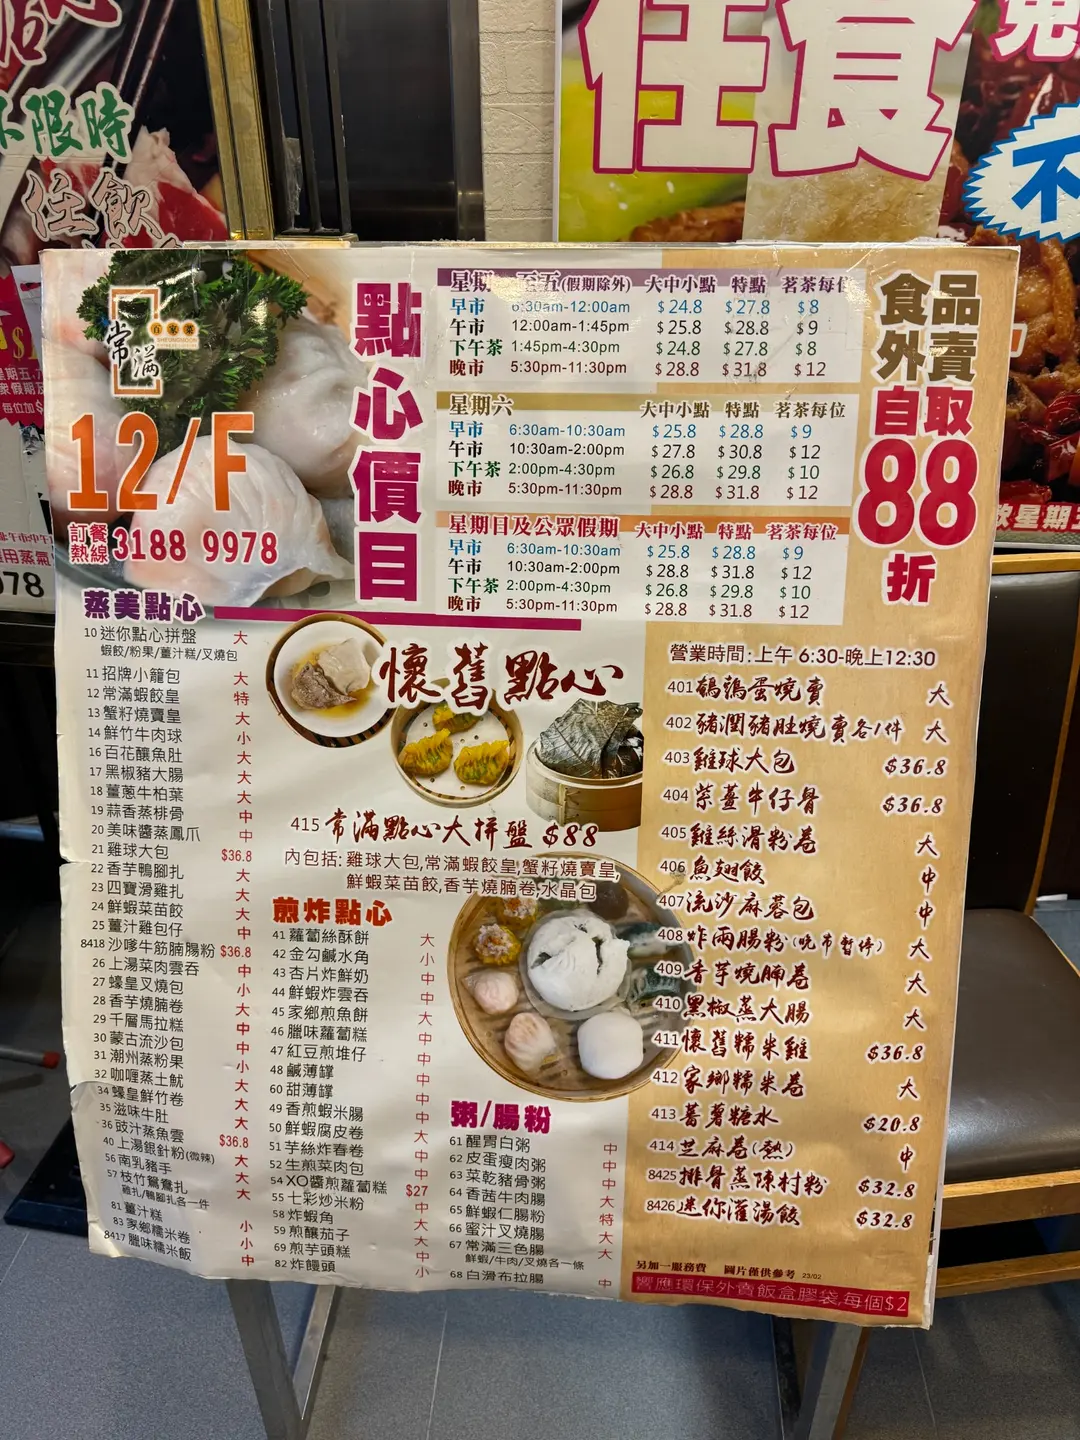 不限時
任飲
任食
常滿
百家宴
12/F
訂餐熱線 3188 9978
點心價目
星期一至五(假期除外) 大中小點 特點 茗茶每位
早市 6:30am-12:00am $24.8 $27.8 $8
午市 12:00am-1:45pm $25.8 $28.8 $9
下午茶 1:45pm-4:30pm $24.8 $27.8 $8
晚市 5:30pm-11:30pm $28.8 $31.8 $12
星期六 大中小點 特點 茗茶每位
早市 6:30am-10:30am $25.8 $28.8 $9
午市 10:30am-2:00pm $27.8 $30.8 $12
下午茶 2:00pm-4:30pm $26.8 $29.8 $10
晚市 5:30pm-11:30pm $28.8 $31.8 $12
星期日及公眾假期 大中小點 特點 茗茶每位
早市 6:30am-10:30am $25.8 $28.8 $9
午市 10:30am-2:00pm $28.8 $31.8 $12
下午茶 2:00pm-4:30pm $26.8 $29.8 $10
晚市 5:30pm-11:30pm $28.8 $31.8 $12
食品
外賣
自取
88
折
蒸美點心
10 迷你點心拼盤 大
蝦餃/粉果/薑汁糕/叉燒包
11 招牌小籠包 大
12 常滿蝦餃皇 特
13 蟹籽燒賣皇 大
14 鮮竹牛肉球 小
16 百花釀魚肚 大
17 黑椒豬大腸 大
18 薑蔥牛柏葉 大
19 蒜香蒸排骨 中
20 美味醬蒸鳳爪 中
21 雞球大包 $36.8
22 香芋鴨腳扎 大
23 四寶滑雞扎 大
24 鮮蝦菜苗餃 大
25 薑汁雞包仔 大
8418 沙嗲牛筋腩腸粉 $36.8
26 上湯菜肉雲吞 中
27 蠔皇叉燒包 小
28 香芋燒腩卷 大
29 千層馬拉糕 中
30 蒙古流沙包 中
31 潮州蒸粉果 小
32 咖喱蒸土魷 大
34 蠔皇鮮竹卷 大
35 滋味牛肚 大
36 豉汁蒸魚雲 大
40 上湯銀針粉(微辣) $36.8
56 南乳豬手 大
57 枝竹鴛鴦扎 大
雞扎/鴨腳扎各一件
81 薑汁糕 小
83 家鄉糯米卷 小
8417 臘味糯米飯 中
懷舊點心
415 常滿點心大拼盤 $88
內包括: 雞球大包,常滿蝦餃皇,蟹籽燒賣皇,
鮮蝦菜苗餃,香芋燒腩卷,水晶包
煎炸點心
41 蘿蔔絲酥餅 大
42 金勾鹹水角 小
43 杏片炸鮮奶 中
44 鮮蝦炸雲吞 中
45 家鄉煎魚餅 大
46 臘味蘿蔔糕 中
47 紅豆煎堆仔 中
48 鹹薄罉 中
60 甜薄罉 中
49 香煎蝦米腸 中
50 鮮蝦腐皮卷 中
51 芋絲炸春卷 中
52 生煎菜肉包 中
54 XO醬煎蘿蔔糕 $27
55 七彩炒米粉 中
58 炸蝦角 大
59 煎釀茄子 大
69 煎芋頭糕 中
82 炸饅頭 小
粥/腸粉
61 醒胃白粥 中
62 皮蛋瘦肉粥 中
63 菜乾豬骨粥 中
64 香茜牛肉腸 大
65 鮮蝦仁腸粉 特
66 蜜汁叉燒腸 大
67 常滿三色腸 大
鮮蝦/牛肉/叉燒各一條
68 白滑布拉腸 中
營業時間:上午 6:30-晚上12:30
401 鵪鶉蛋燒賣 大
402 豬潤豬肚燒賣各1件 大
403 雞球大包 $36.8
404 菜薳牛仔骨 $36.8
405 雞絲滑粉卷 大
406 魚翅餃 中
407 流沙麻蓉包 中
408 炸兩腸粉(晚市暫停) 大
409 香芋燒腩卷 大
410 黑椒蒸大腸 大
411 懷舊糯米雞 $36.8
412 家鄉糯米卷 大
413 蕃薯糖水 $20.8
414 芝麻卷(熱) 中
8425 排骨蒸陳村粉 $32.8
8426 迷你灌湯餃 $32.8
另加一服務費 圖片僅供參考 23/02
響應環保外賣飯盒膠袋,每個$2